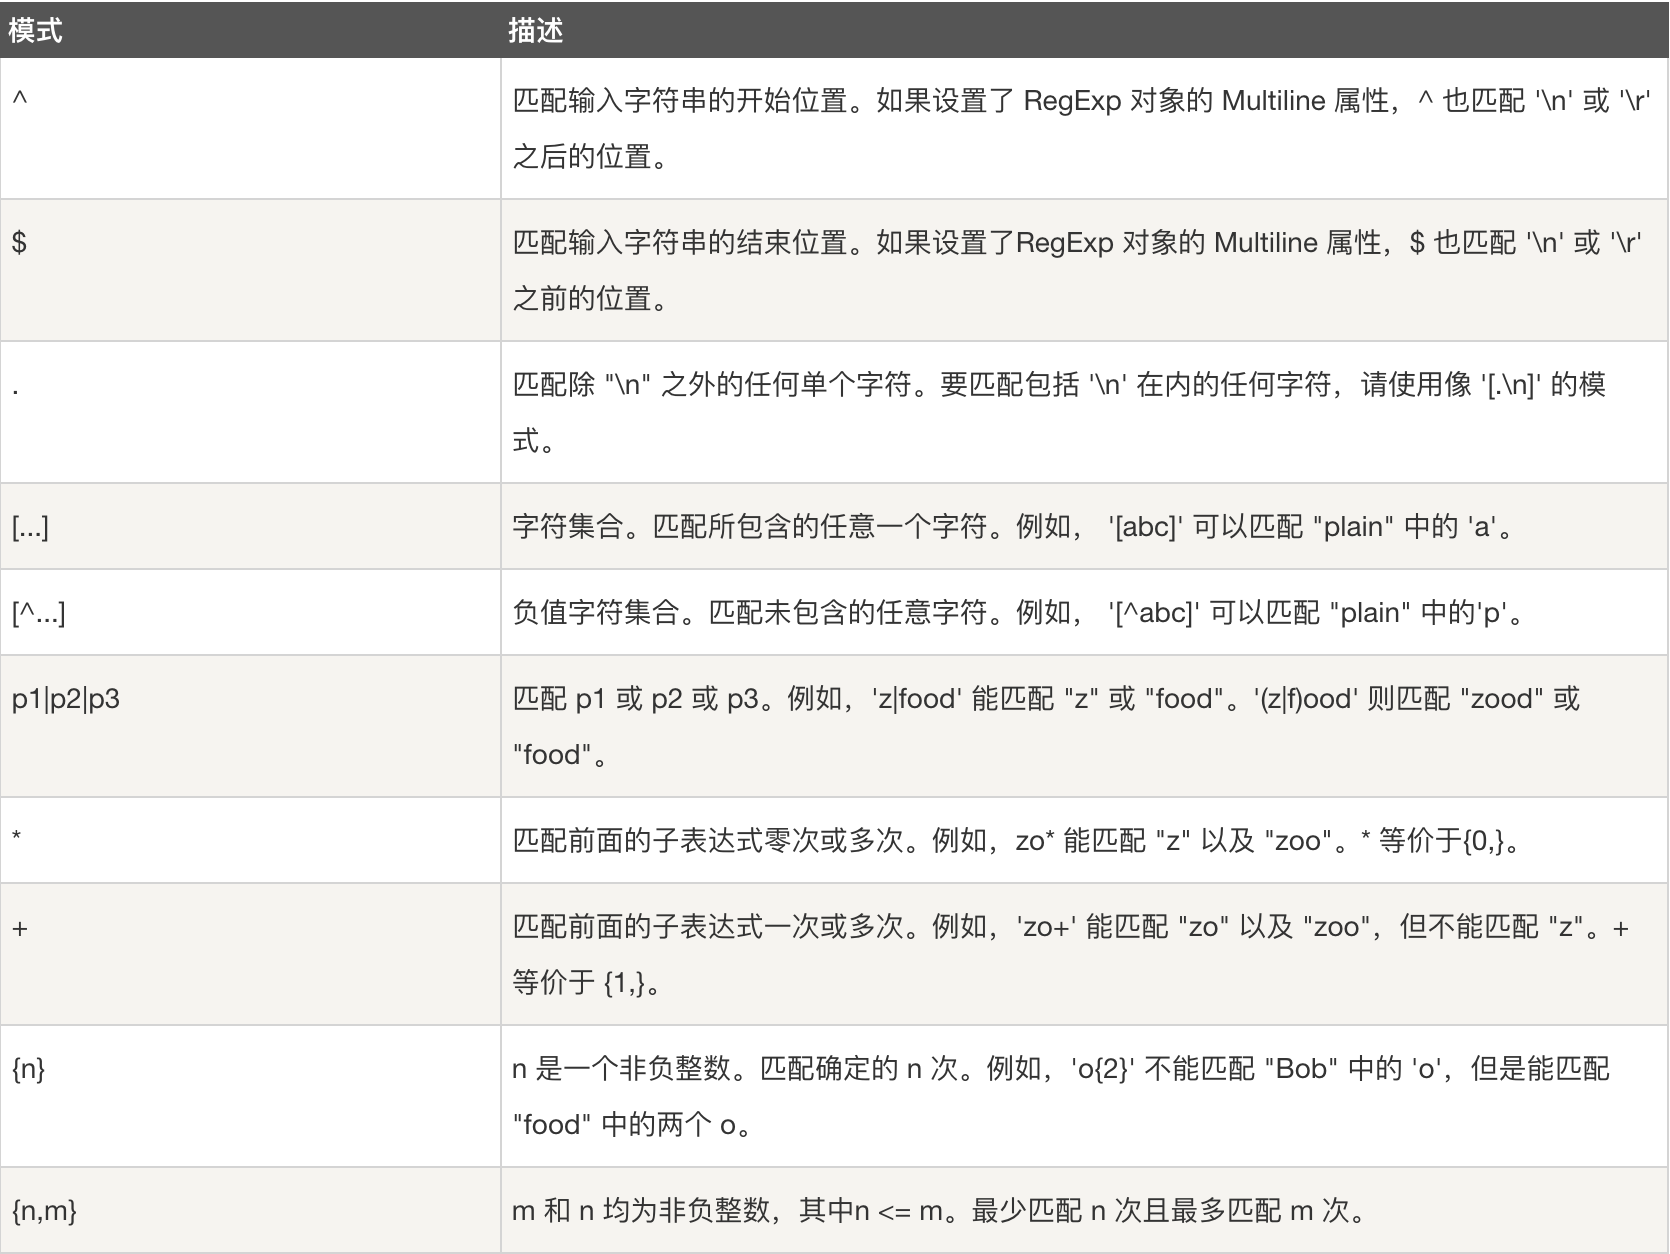 模式 描述
^ 匹配输入字符串的开始位置。如果设置了 RegExp 对象的 Multiline 属性，^ 也匹配 '\n' 或 '\r'
之后的位置。
$ 匹配输入字符串的结束位置。如果设置了RegExp 对象的 Multiline 属性，$ 也匹配 '\n' 或 '\r'
之前的位置。
. 匹配除 "\n" 之外的任何单个字符。要匹配包括 '\n' 在内的任何字符，请使用像 '[.\n]' 的模
式。
[...] 字符集合。匹配所包含的任意一个字符。例如， '[abc]' 可以匹配 "plain" 中的 'a'。
[^...] 负值字符集合。匹配未包含的任意字符。例如， '[^abc]' 可以匹配 "plain" 中的'p'。
p1|p2|p3 匹配 p1 或 p2 或 p3。例如，'z|food' 能匹配 "z" 或 "food"。'(z|f)ood' 则匹配 "zood" 或
"food"。
* 匹配前面的子表达式零次或多次。例如，zo* 能匹配 "z" 以及 "zoo"。* 等价于{0,}。
+ 匹配前面的子表达式一次或多次。例如，'zo+' 能匹配 "zo" 以及 "zoo"，但不能匹配 "z"。+
等价于 {1,}。
{n} n 是一个非负整数。匹配确定的 n 次。例如，'o{2}' 不能匹配 "Bob" 中的 'o'，但是能匹配
"food" 中的两个 o。
{n,m} m 和 n 均为非负整数，其中n <= m。最少匹配 n 次且最多匹配 m 次。